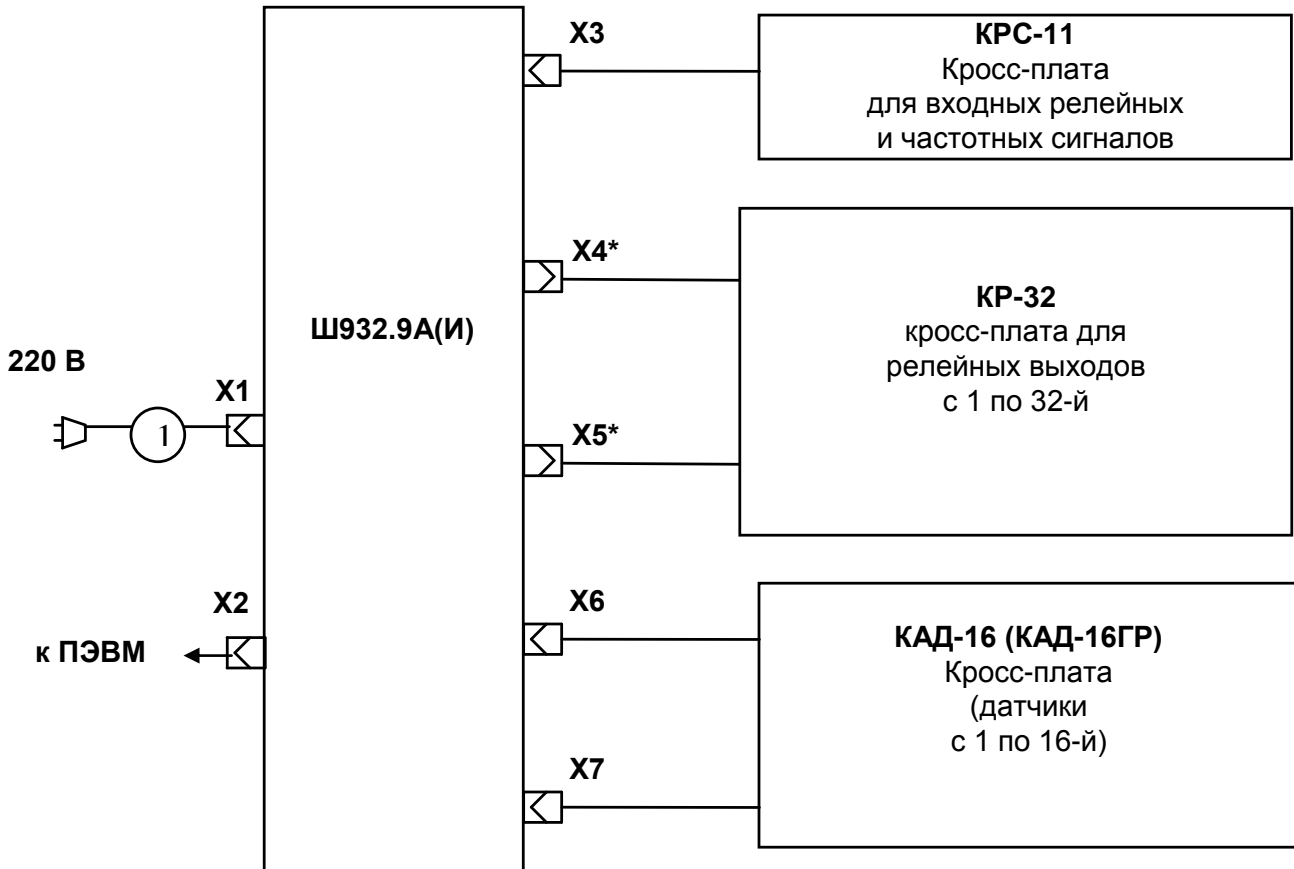 X3
КРС-11
Кросс-плата
для входных релейных
и частотных сигналов
X4*
КР-32
кросс-плата для
релейных выходов
с 1 по 32-й
Ш932.9А(И)
220 В
X1
1
X5*
X2
к ПЭВМ
X6
КАД-16 (КАД-16ГР)
Кросс-плата
(датчики
с 1 по 16-й)
X7